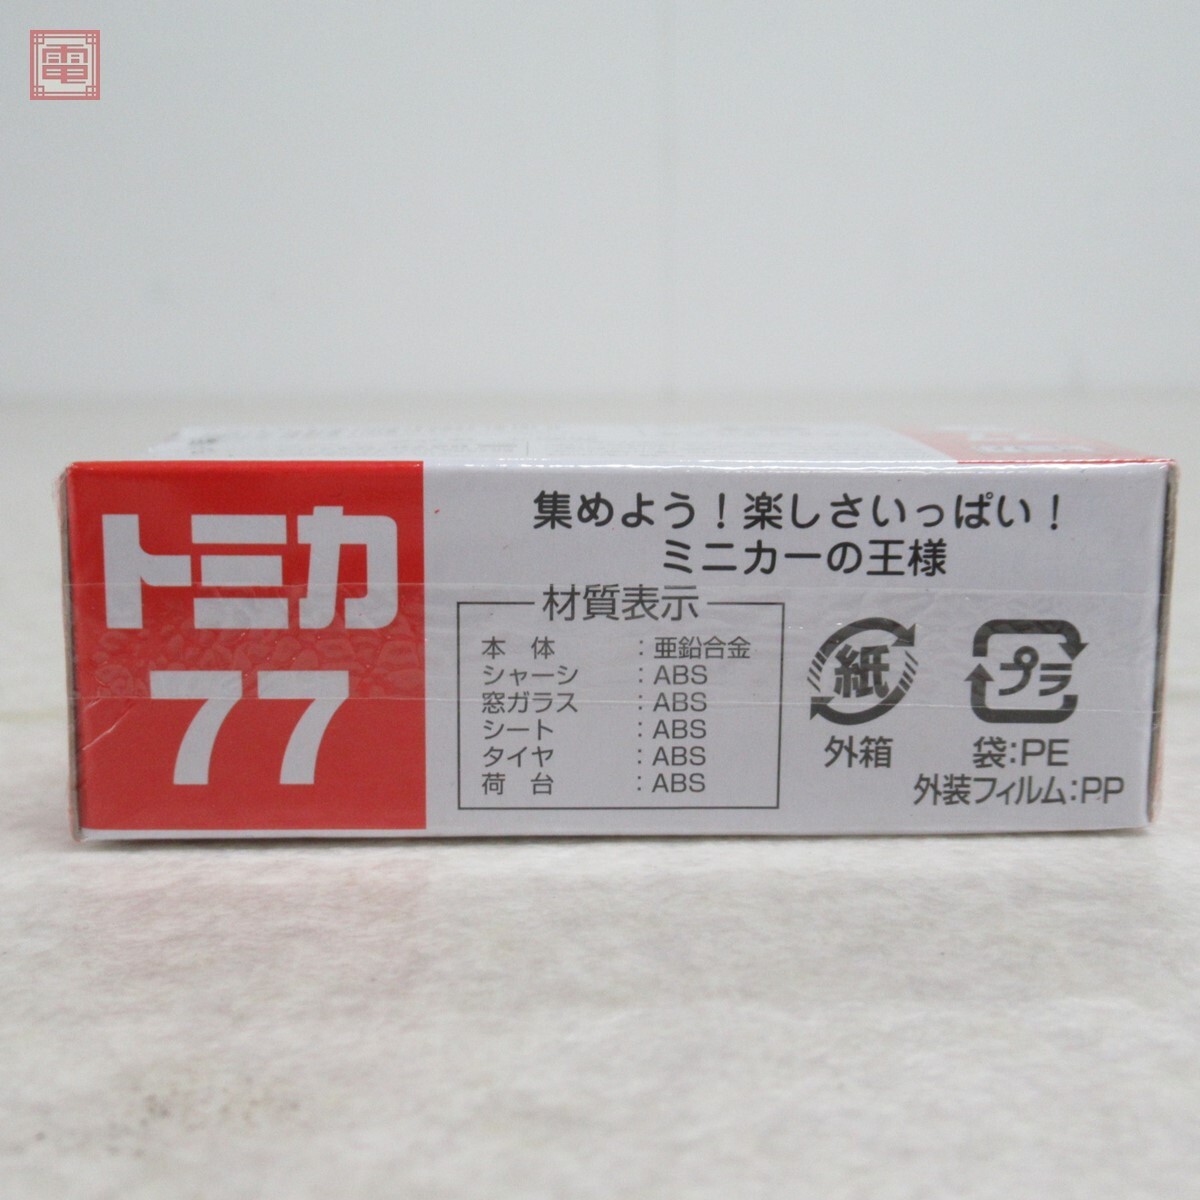 電
トミカ
77
集めよう！楽しさいっぱい！
ミニカーの王様
材質表示
本体：亜鉛合金
シャーシ：ABS
窓ガラス：ABS
シート：ABS
タイヤ：ABS
荷台：ABS
紙
外箱
プラ
袋：PE
外装フィルム：PP